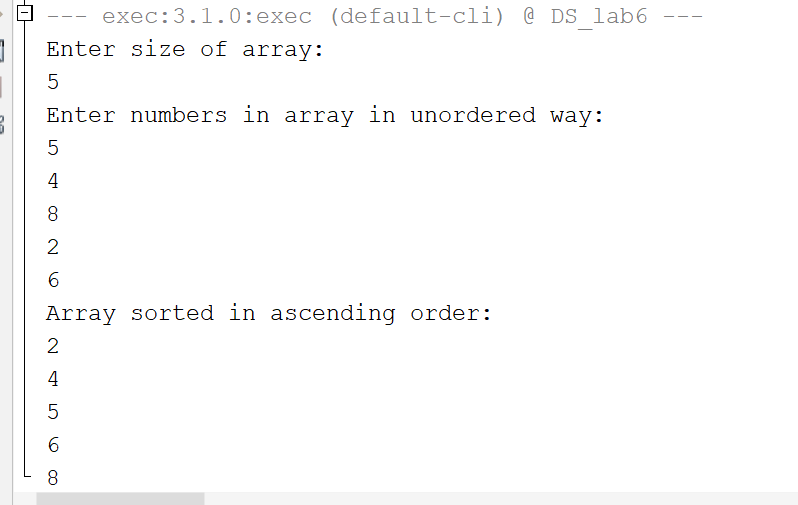 --- exec:3.1.0:exec (default-cli) @ DS_lab6 ---
Enter size of array:
5
Enter numbers in array in unordered way:
5
4
8
2
6
Array sorted in ascending order:
2
4
5
6
8